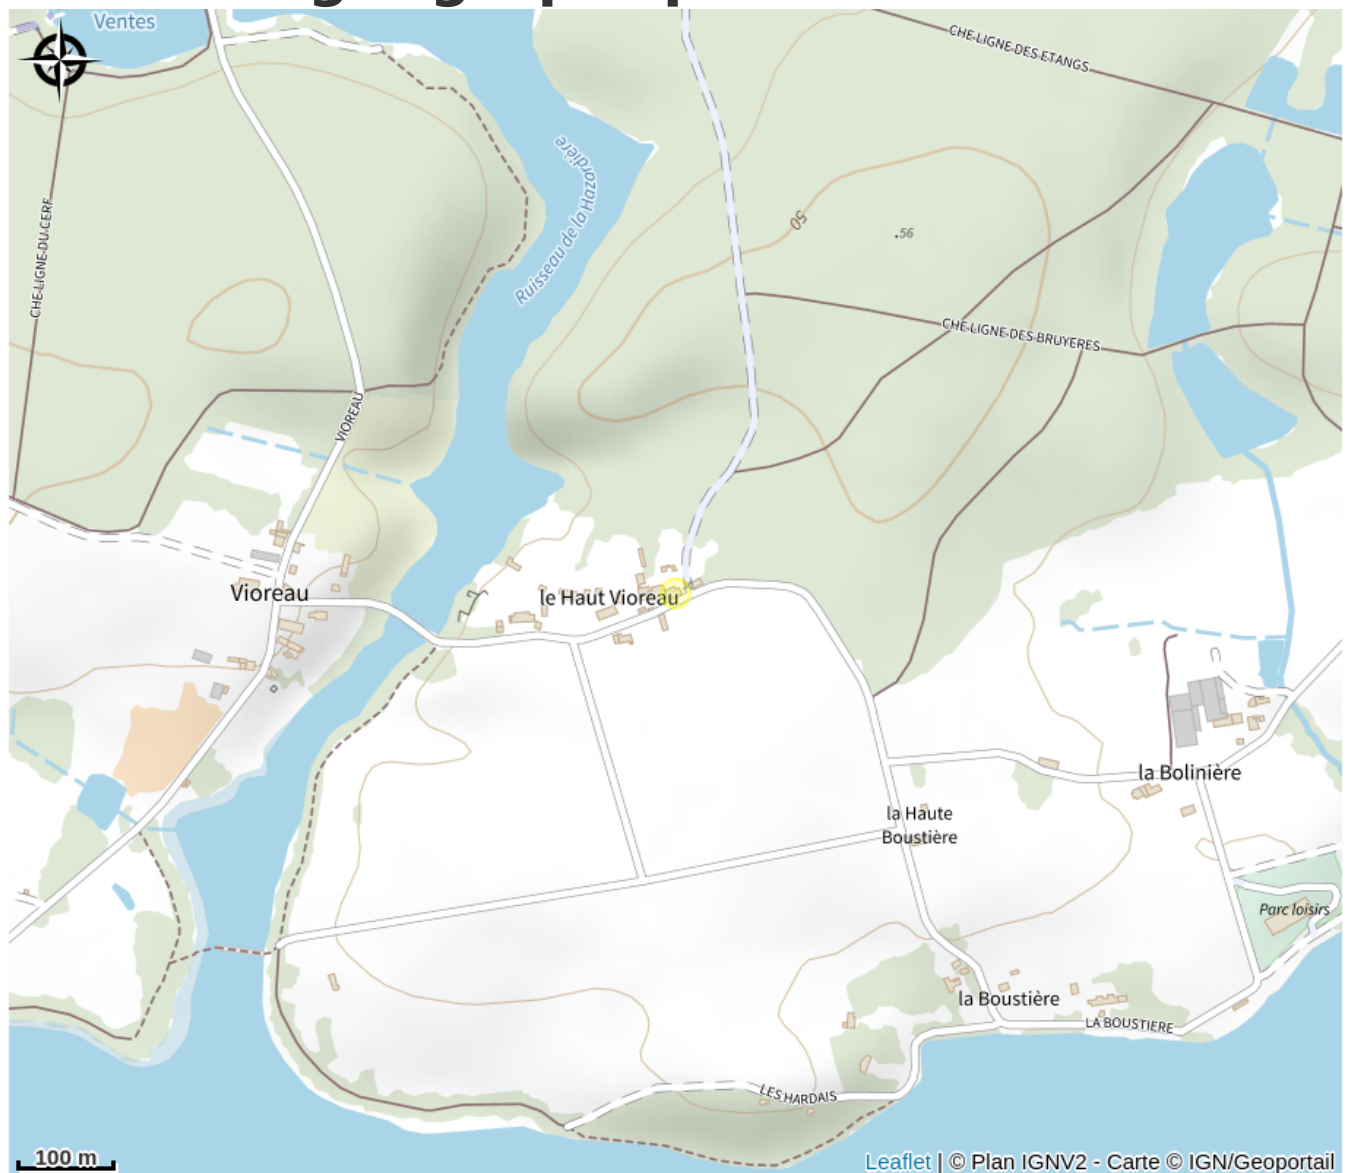 Ventes
CHE LIGNE DES ETANGS
Ruisseau de la Hazardière
CHE LIGNE DU CERF
50
.56
CHE LIGNE DES BRUYERES
VIOREAU
Vioreau
le Haut Vioreau
la Bolinière
la Haute
Boustière
Parc loisirs
la Boustière
LA BOUSTIERE
LES HARDAIS
100 m
Leaflet | © Plan IGNV2 - Carte © IGN/Geoportail